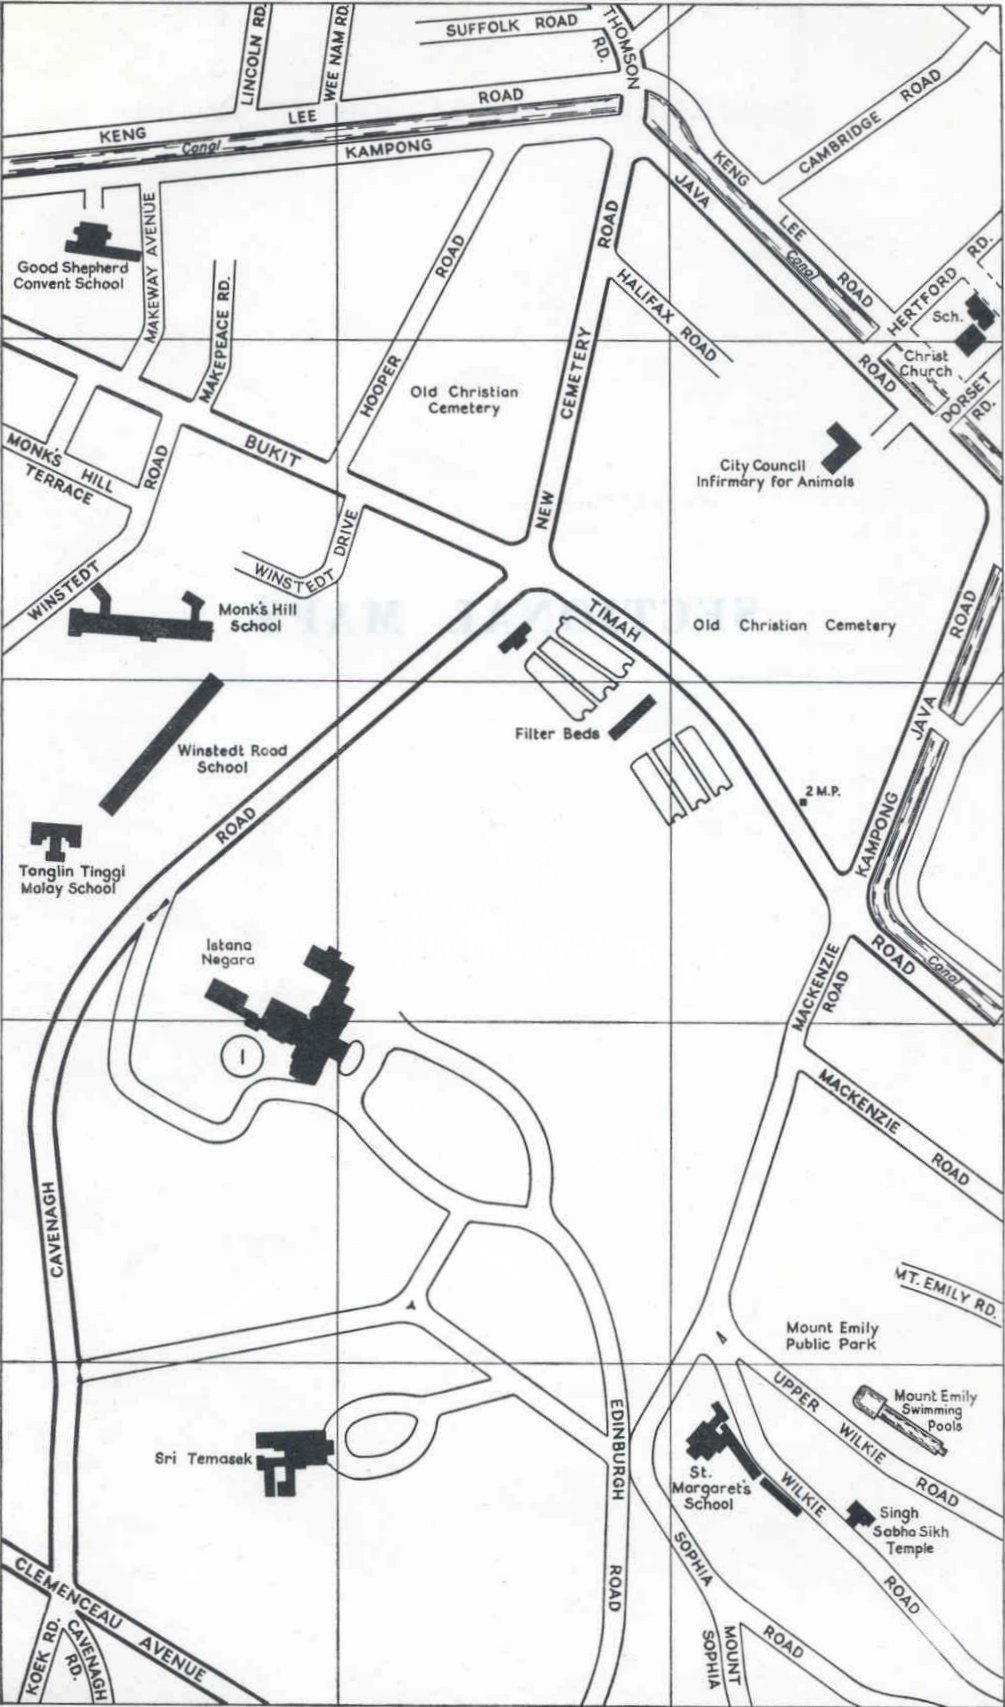 SUFFOLK ROAD
THOMSON
RD.
LINCOLN RD.
WEE NAM RD.
KENG LEE ROAD
Canal
KAMPONG
JAVA
ROAD
KENG LEE ROAD
Canal
CAMBRIDGE ROAD
HERTFORD RD.
Sch.
Christ
Church
DORSET
RD.
Good Shepherd
Convent School
MAKEWAY AVENUE
MAKEPEACE RD.
HOOPER ROAD
NEW CEMETERY ROAD
HALIFAX ROAD
Old Christian
Cemetery
City Council
Infirmary for Animals
MONK'S HILL
TERRACE
BUKIT
TIMAH
ROAD
WINSTEDT ROAD
WINSTEDT DRIVE
Monk's Hill
School
SECTIONAL MAP
Old Christian Cemetery
Filter Beds
2 M.P.
KAMPONG JAVA ROAD
Winstedt Road
School
Tanglin Tinggi
Malay School
CAVENAGH ROAD
Istana
Negara
1
Canal
MACKENZIE
ROAD
MACKENZIE ROAD
MT. EMILY RD.
Mount Emily
Public Park
UPPER WILKIE ROAD
Mount Emily
Swimming
Pools
Sri Temasek
EDINBURGH ROAD
St.
Margaret's
School
WILKIE ROAD
Singh
Sabha Sikh
Temple
SOPHIA ROAD
MOUNT
SOPHIA
CLEMENCEAU AVENUE
KOEK RD.
CAVENAGH
RD.